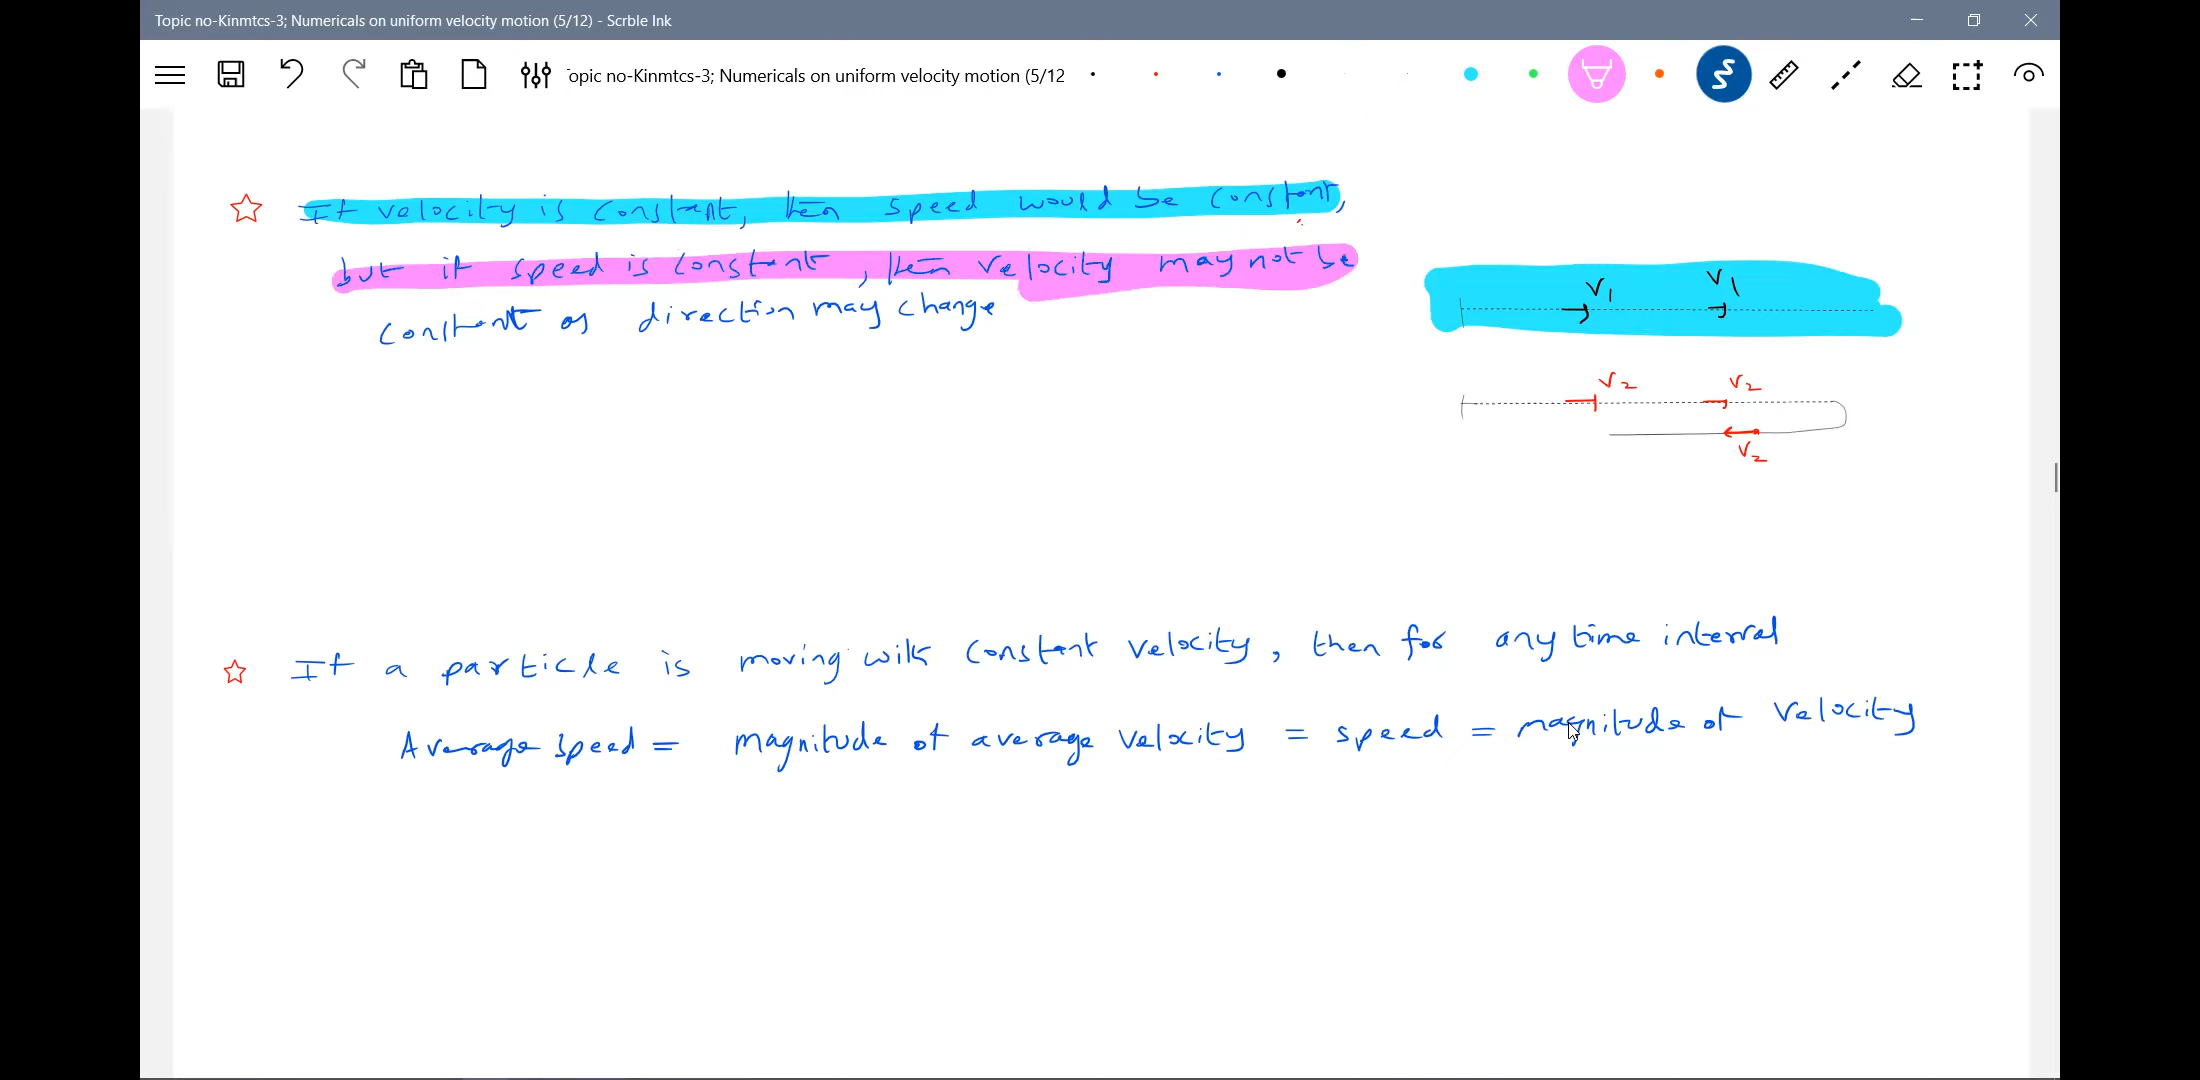 Topic no-Kinmtcs-3; Numericals on uniform velocity motion (5/12) - Scrble Ink
opic no-Kinmtcs-3; Numericals on uniform velocity motion (5/12
If velocity is constant, then speed would be constant,
but if speed is constant, then velocity may not be
constant as direction may change
V1 V1
V2 V2
V2
If a particle is moving with constant velocity, then for any time interval
Average speed = magnitude of average velocity = speed = magnitude of velocity